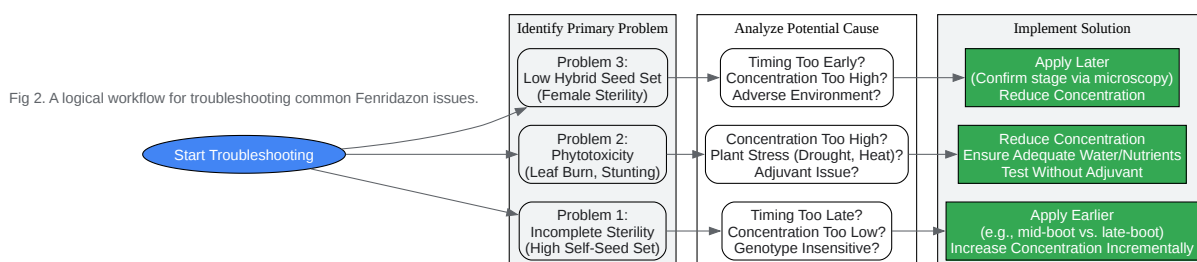 Fig 2. A logical workflow for troubleshooting common Fenridazon issues.
Start Troubleshooting
Identify Primary Problem
Problem 3:
Low Hybrid Seed Set
(Female Sterility)
Problem 2:
Phytotoxicity
(Leaf Burn, Stunting)
Problem 1:
Incomplete Sterility
(High Self-Seed Set)
Analyze Potential Cause
Timing Too Early?
Concentration Too High?
Adverse Environment?
Concentration Too High?
Plant Stress (Drought, Heat)?
Adjuvant Issue?
Timing Too Late?
Concentration Too Low?
Genotype Insensitive?
Implement Solution
Apply Later
(Confirm stage via microscopy)
Reduce Concentration
Reduce Concentration
Ensure Adequate Water/Nutrients
Test Without Adjuvant
Apply Earlier
(e.g., mid-boot vs. late-boot)
Increase Concentration Incrementally